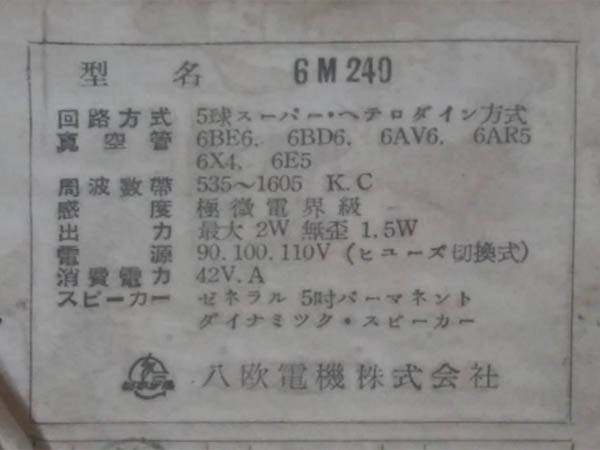 型名 6M240
回路方式 5球スーパー・ヘテロダイン方式
真空管 6BE6. 6BD6. 6AV6. 6AR5
6X4. 6E5
周波数帯 535〜1605 K.C
感度 極微電界級
出力 最大 2W 無歪 1.5W
電源 90.100.110V (ヒユーズ切換式)
消費電力 42V.A
スピーカー ゼネラル 5吋パーマネント
ダイナミツク・スピーカー
八欧電機株式会社